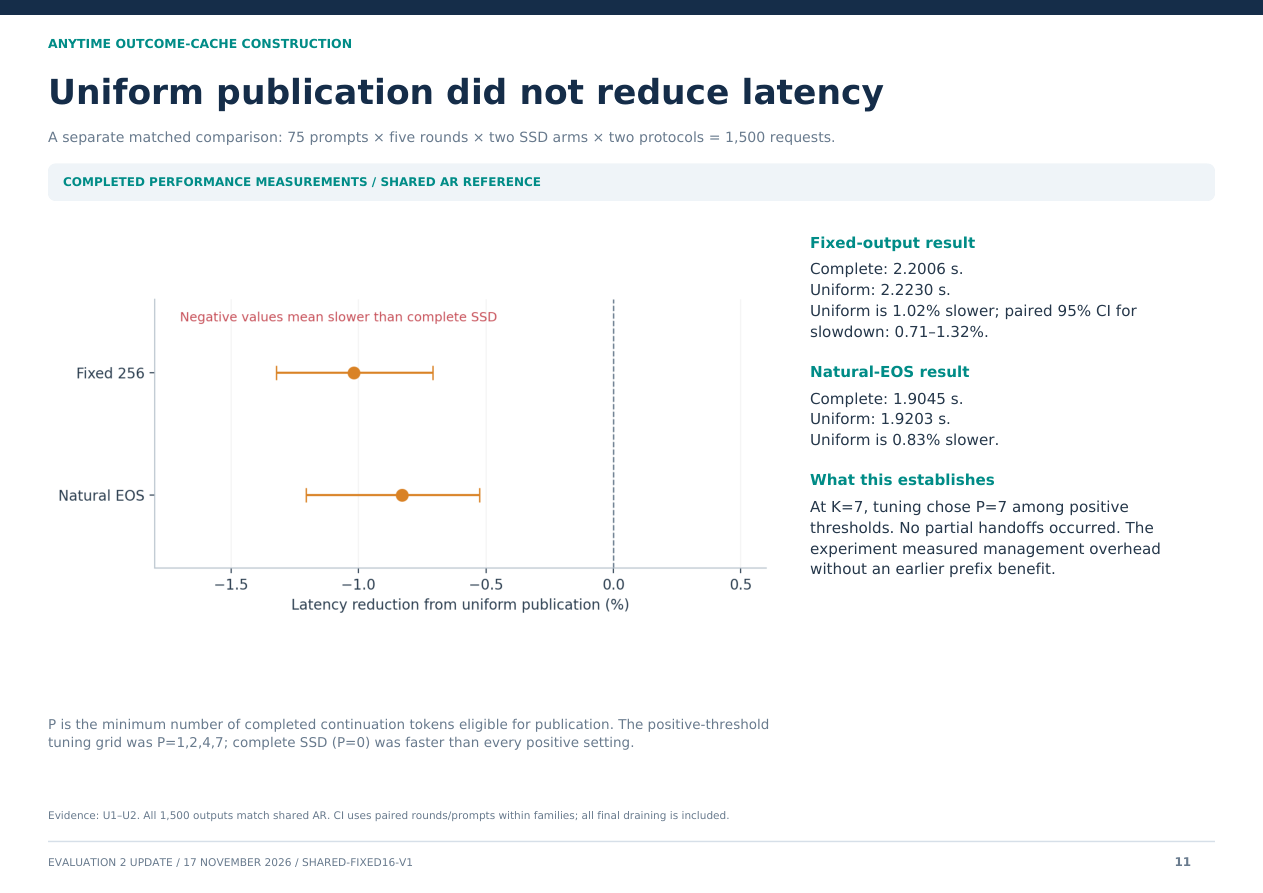 ANYTIME OUTCOME-CACHE CONSTRUCTION
Uniform publication did not reduce latency
A separate matched comparison: 75 prompts × five rounds × two SSD arms × two protocols = 1,500 requests.
COMPLETED PERFORMANCE MEASUREMENTS / SHARED AR REFERENCE
Negative values mean slower than complete SSD
Fixed 256
Natural EOS
−1.5
−1.0
−0.5
0.0
0.5
Latency reduction from uniform publication (%)
Fixed-output result
Complete: 2.2006 s.
Uniform: 2.2230 s.
Uniform is 1.02% slower; paired 95% CI for
slowdown: 0.71–1.32%.
Natural-EOS result
Complete: 1.9045 s.
Uniform: 1.9203 s.
Uniform is 0.83% slower.
What this establishes
At K=7, tuning chose P=7 among positive
thresholds. No partial handoffs occurred. The
experiment measured management overhead
without an earlier prefix benefit.
P is the minimum number of completed continuation tokens eligible for publication. The positive-threshold
tuning grid was P=1,2,4,7; complete SSD (P=0) was faster than every positive setting.
Evidence: U1–U2. All 1,500 outputs match shared AR. CI uses paired rounds/prompts within families; all final draining is included.
EVALUATION 2 UPDATE / 17 NOVEMBER 2026 / SHARED-FIXED16-V1
11